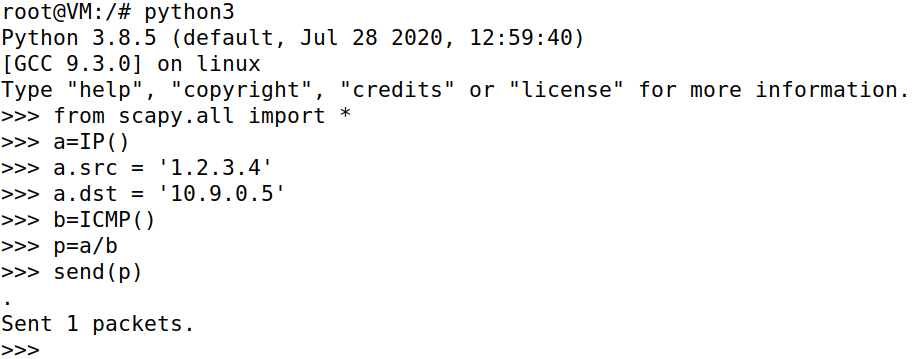 root@VM:/# python3
Python 3.8.5 (default, Jul 28 2020, 12:59:40)
[GCC 9.3.0] on linux
Type "help", "copyright", "credits" or "license" for more information.
>>> from scapy.all import *
>>> a=IP()
>>> a.src = '1.2.3.4'
>>> a.dst = '10.9.0.5'
>>> b=ICMP()
>>> p=a/b
>>> send(p)
.
Sent 1 packets.
>>>